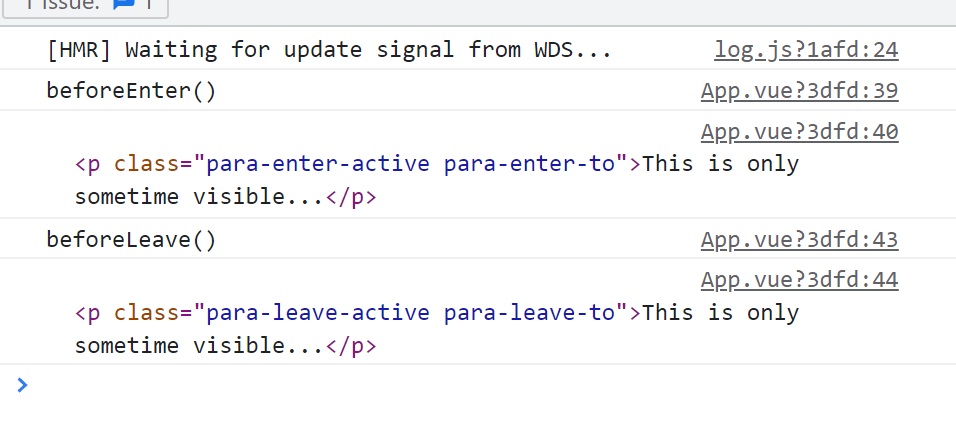 1 Issue: 1
[HMR] Waiting for update signal from WDS... log.js?1afd:24
beforeEnter() App.vue?3dfd:39
App.vue?3dfd:40
<p class="para-enter-active para-enter-to">This is only
sometime visible...</p>
beforeLeave() App.vue?3dfd:43
App.vue?3dfd:44
<p class="para-leave-active para-leave-to">This is only
sometime visible...</p>